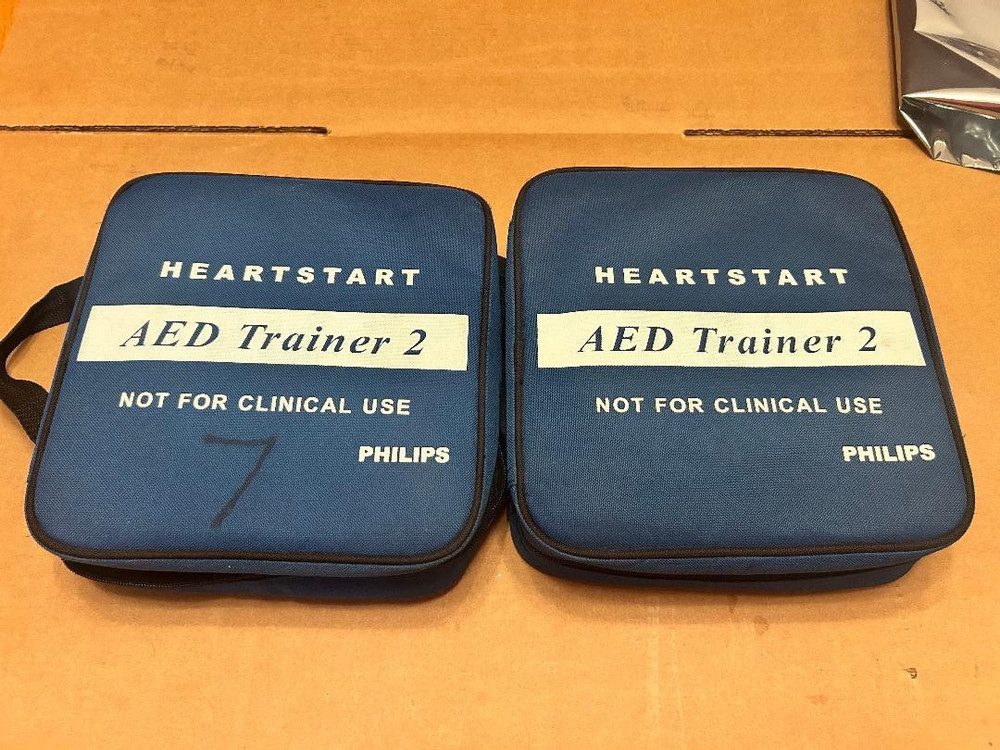 HEARTSTART
AED Trainer 2
NOT FOR CLINICAL USE
7
PHILIPS
HEARTSTART
AED Trainer 2
NOT FOR CLINICAL USE
PHILIPS